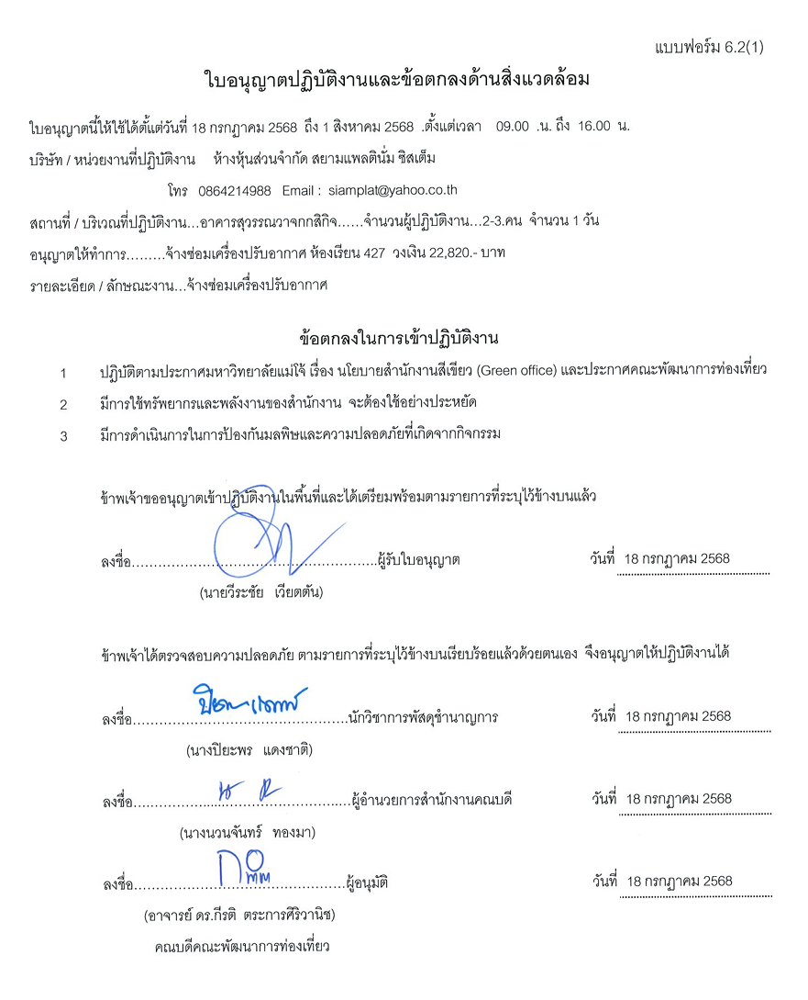 แบบฟอร์ม 6.2(1)
ใบอนุญาตปฏิบัติงานและข้อตกลงด้านสิ่งแวดล้อม
ใบอนุญาตนี้ให้ใช้ได้ตั้แต่วันที่ 18 กรกฎาคม 2568 ถึง 1 สิงหาคม 2568 .ตั้งแต่เวลา 09.00 .น. ถึง 16.00 น.
บริษัท / หน่วยงานที่ปฏิบัติงาน ห้างหุ้นส่วนจำกัด สยามแพลตินั่ม ซิสเต็ม
โทร 0864214988 Email : siamplat@yahoo.co.th
สถานที่ / บริเวณที่ปฏิบัติงาน...อาคารสุวรรณวาจกกสิกิจ......จำนวนผู้ปฏิบัติงาน...2-3.คน จำนวน 1 วัน
อนุญาตให้ทำการ.........จ้างซ่อมเครื่องปรับอากาศ ห้องเรียน 427 วงเงิน 22,820.- บาท
รายละเอียด / ลักษณะงาน...จ้างซ่อมเครื่องปรับอากาศ
ข้อตกลงในการเข้าปฏิบัติงาน
1 ปฏิบัติตามประกาศมหาวิทยาลัยแม่โจ้ เรื่อง นโยบายสำนักงานสีเขียว (Green office) และประกาศคณะพัฒนาการท่องเที่ยว
2 มีการใช้ทรัพยากรและพลังงานของสำนักงาน จะต้องใช้อย่างประหยัด
3 มีการดำเนินการในการป้องกันมลพิษและความปลอดภัยที่เกิดจากกิจกรรม
ข้าพเจ้าขออนุญาตเข้าปฏิบัติงานในพื้นที่และได้เตรียมพร้อมตามรายการที่ระบุไว้ข้างบนแล้ว
ลงชื่อ..................................................ผู้รับใบอนุญาต วันที่ 18 กรกฎาคม 2568
(นายวีระชัย เวียตตัน)
ข้าพเจ้าได้ตรวจสอบความปลอดภัย ตามรายการที่ระบุไว้ข้างบนเรียบร้อยแล้วด้วยตนเอง จึงอนุญาตให้ปฏิบัติงานได้
ลงชื่อ............................................นักวิชาการพัสดุชำนาญการ วันที่ 18 กรกฎาคม 2568
(นางปิยะพร แดงชาติ)
ลงชื่อ.............................................ผู้อำนวยการสำนักงานคณบดี วันที่ 18 กรกฎาคม 2568
(นางนวนจันทร์ ทองมา)
ลงชื่อ...........................................ผู้อนุมัติ วันที่ 18 กรกฎาคม 2568
(อาจารย์ ดร.กีรติ ตระการศิริวานิช)
คณบดีคณะพัฒนาการท่องเที่ยว